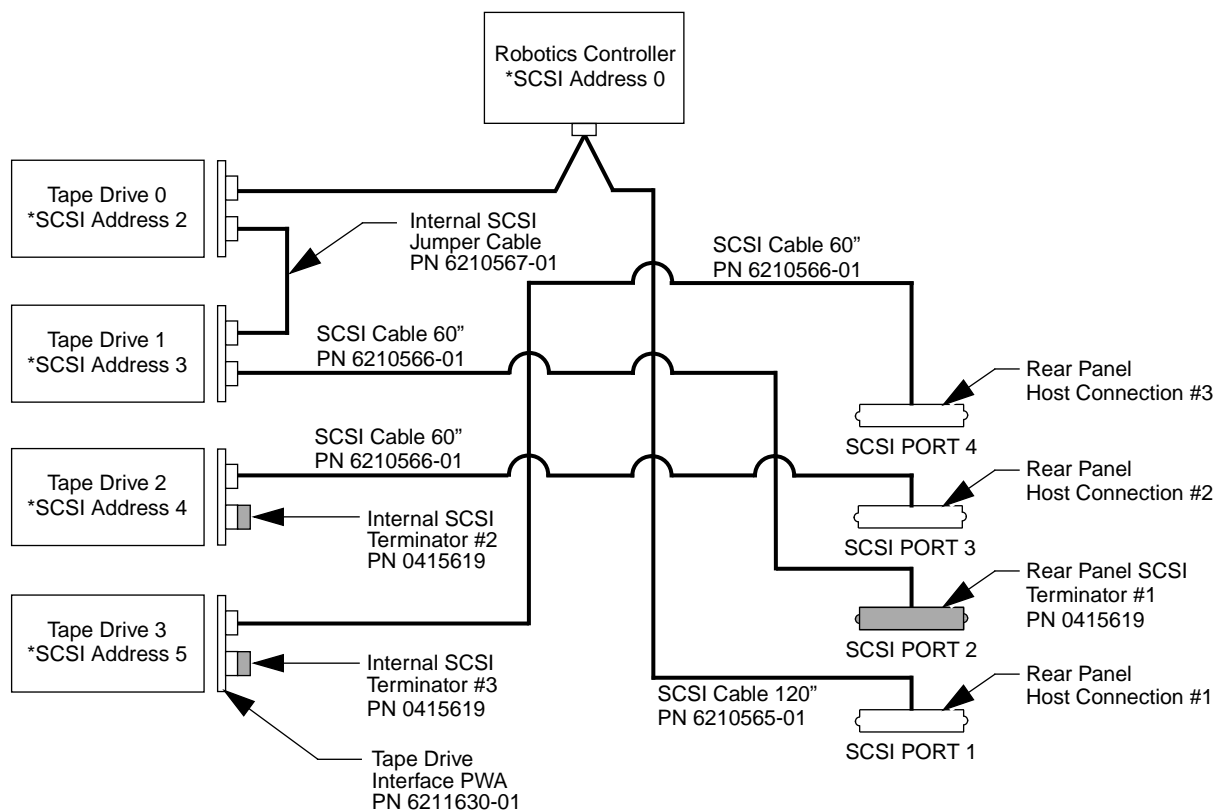 Robotics Controller
*SCSI Address 0
Tape Drive 0
*SCSI Address 2
Internal SCSI
Jumper Cable
PN 6210567-01
SCSI Cable 60”
PN 6210566-01
Tape Drive 1
*SCSI Address 3
SCSI Cable 60”
PN 6210566-01
Rear Panel
Host Connection #3
SCSI PORT 4
Tape Drive 2
*SCSI Address 4
SCSI Cable 60”
PN 6210566-01
Internal SCSI
Terminator #2
PN 0415619
Rear Panel
Host Connection #2
SCSI PORT 3
Rear Panel SCSI
Terminator #1
PN 0415619
SCSI PORT 2
Tape Drive 3
*SCSI Address 5
Internal SCSI
Terminator #3
PN 0415619
SCSI Cable 120”
PN 6210565-01
Rear Panel
Host Connection #1
SCSI PORT 1
Tape Drive
Interface PWA
PN 6211630-01